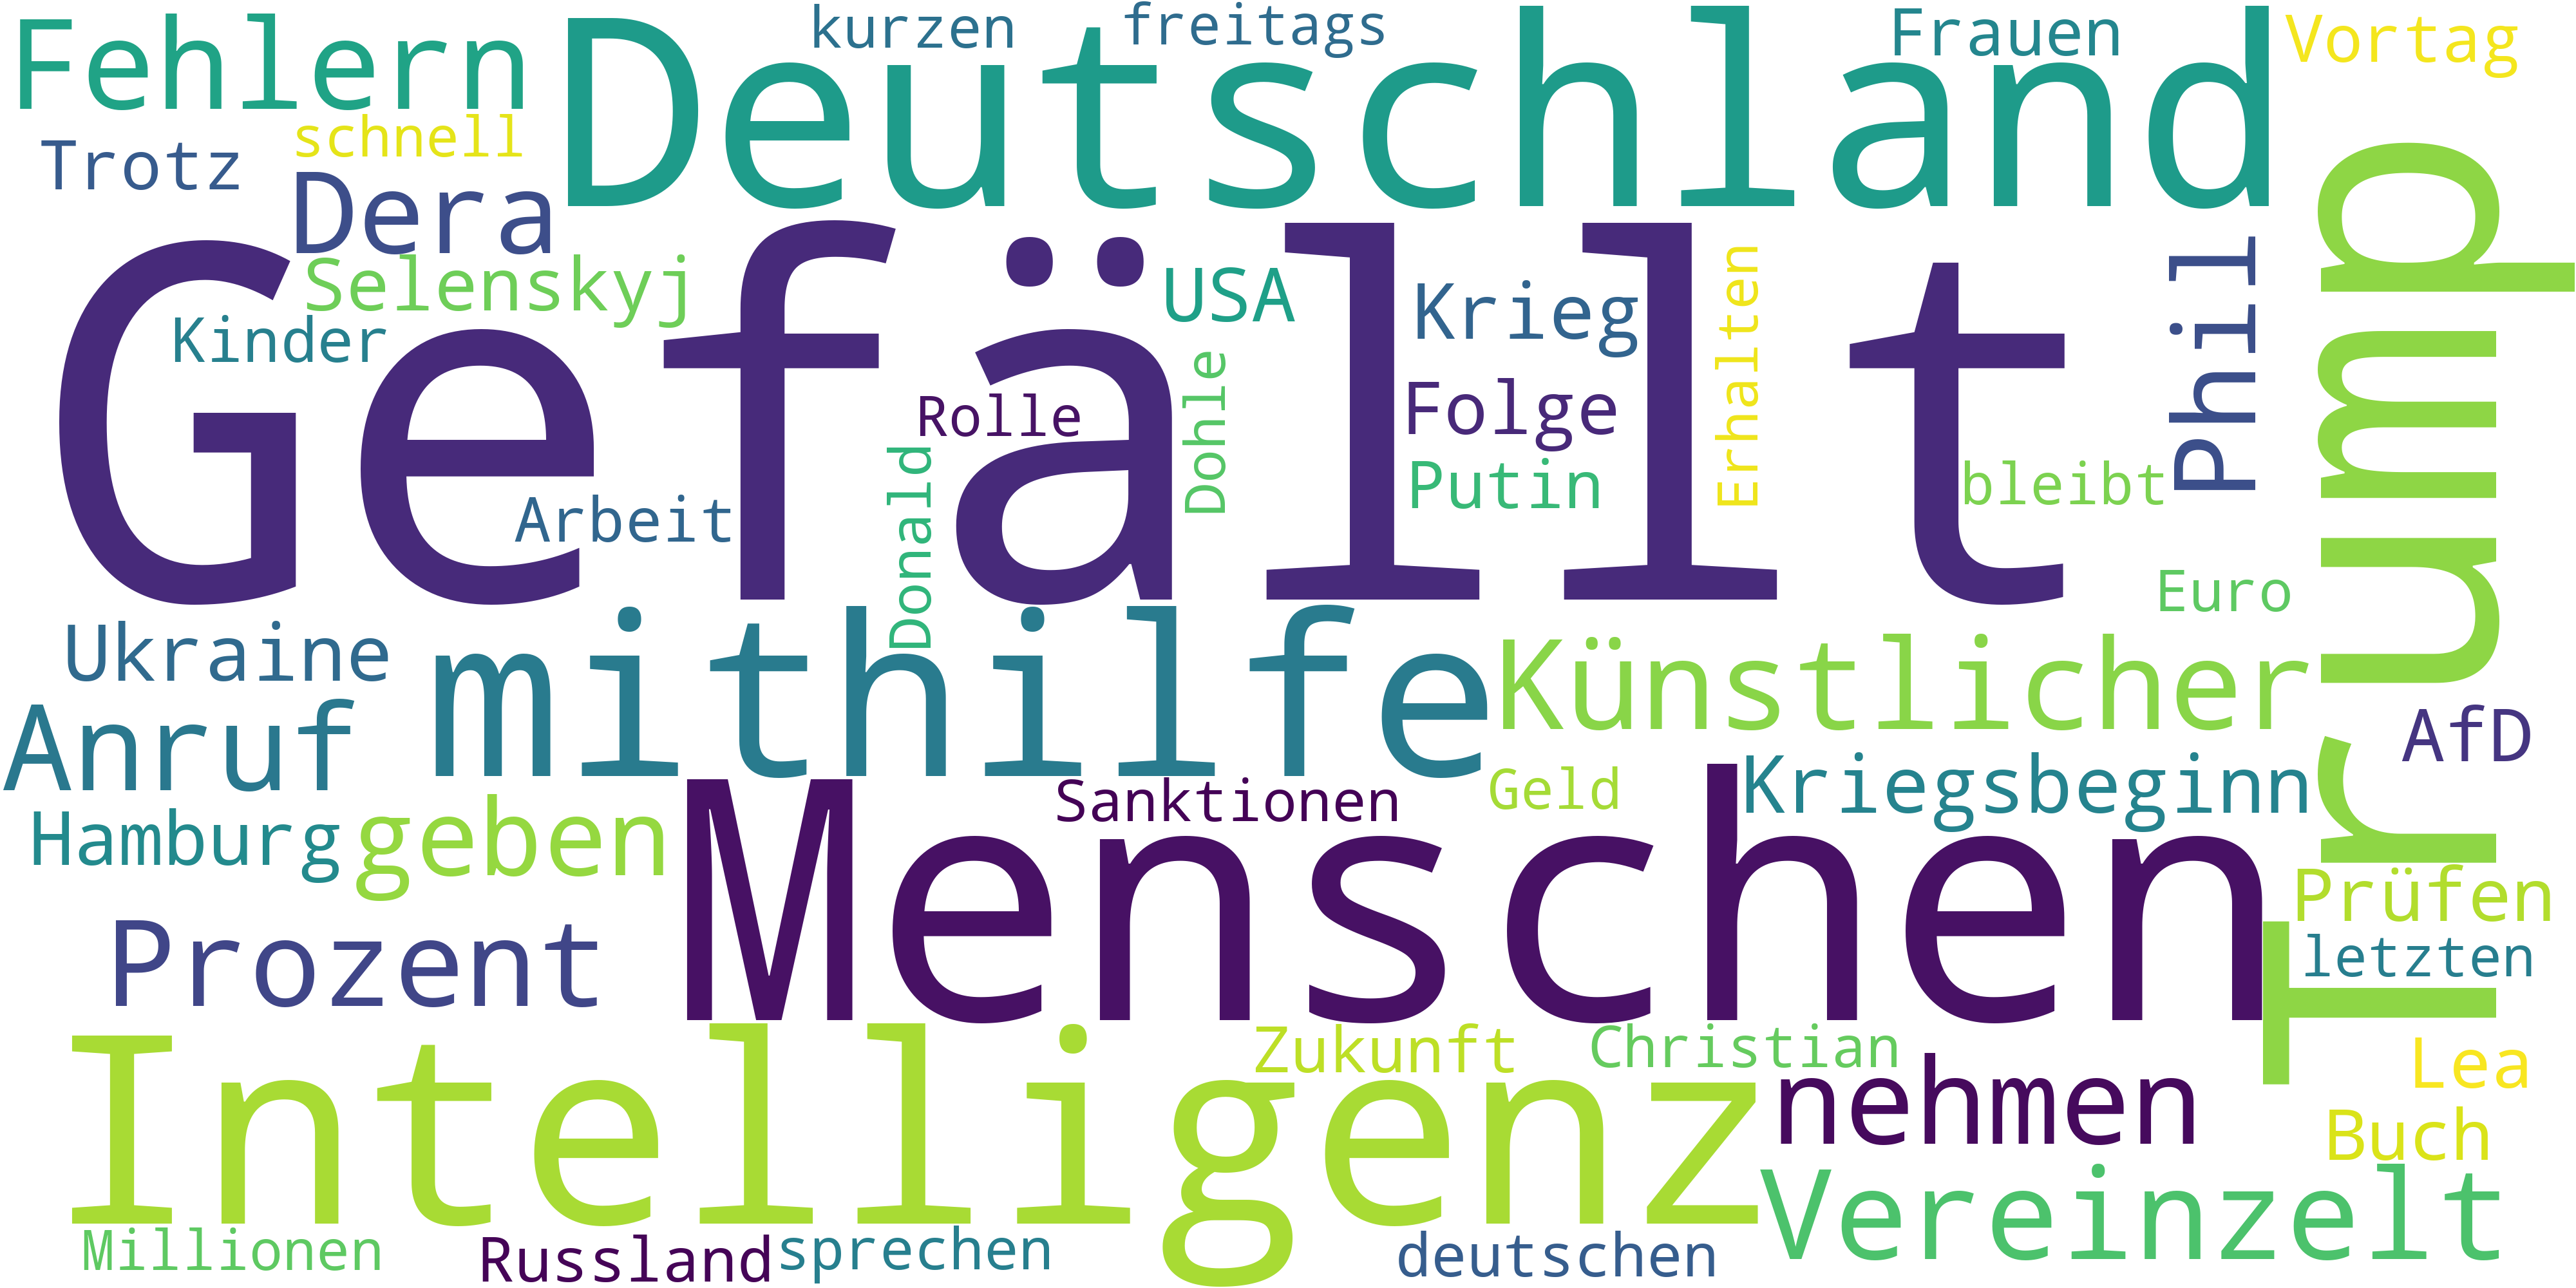 Fehlern
Deutschland
kurzen
freitags
Frauen
Vortag
Trotz
schnell
Dera
Gefällt
Trump
Selenskyj
USA
Krieg
Erhalten
Phil
Kinder
Rolle
Dohle
Folge
Donald
Putin
bleibt
Arbeit
Euro
Ukraine
mithilfe
Künstlicher
Anruf
AfD
Hamburg
geben
Menschen
Sanktionen
Geld
Kriegsbeginn
Prüfen
Prozent
letzten
Intelligenz
Zukunft
Christian
nehmen
Lea
Buch
Vereinzelt
Millionen
Russland
sprechen
deutschen